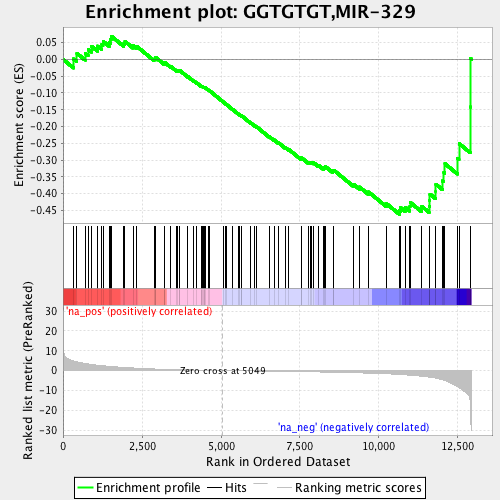 Enrichment plot: GGTGTGT,MIR-329
Enrichment score (ES)
0.05
0.00
-0.05
-0.10
-0.15
-0.20
-0.25
-0.30
-0.35
-0.40
-0.45
'na_pos' (positively correlated)
Ranked list metric (PreRanked)
30
20
10
0
-10
-20
-30
Zero cross at 5049
'na_neg' (negatively correlated)
0
2,500
5,000
7,500
10,000
12,500
Rank in Ordered Dataset
Enrichment profile
Hits
Ranking metric scores